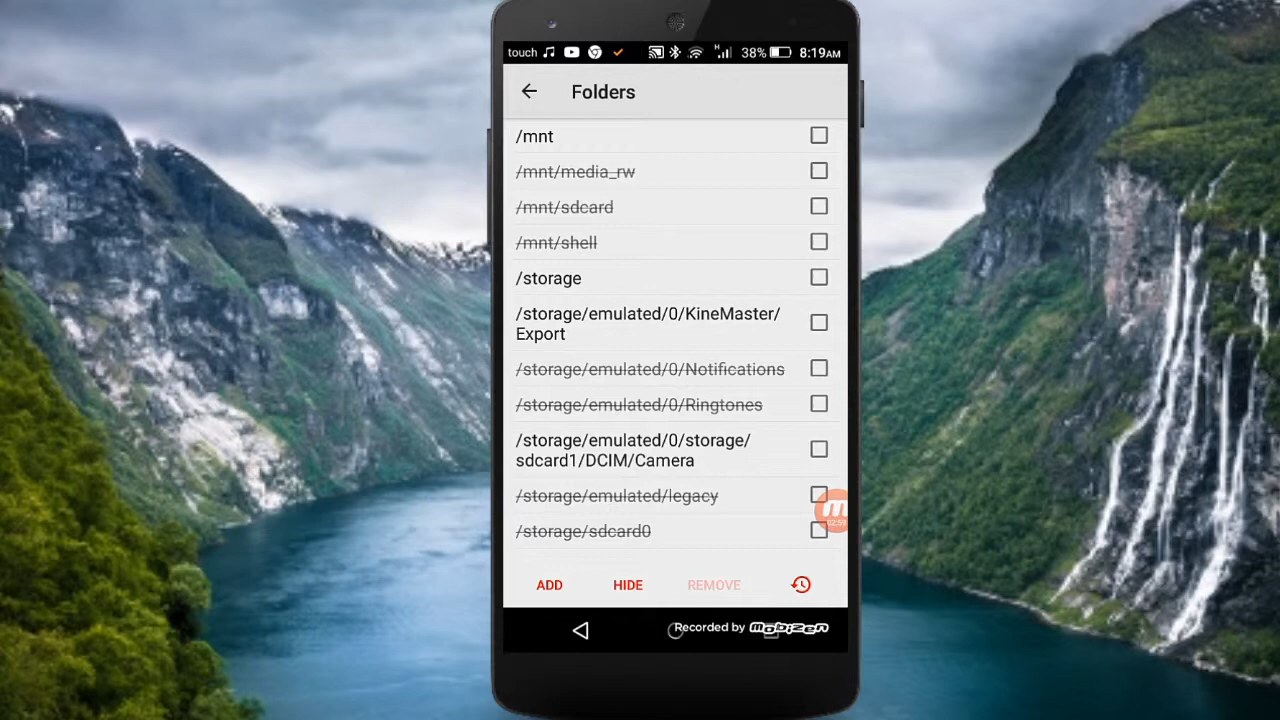 touch 38% 8:19AM
Folders
/mnt
/mnt/media_rw
/mnt/sdcard
/mnt/shell
/storage
/storage/emulated/0/KineMaster/
Export
/storage/emulated/0/Notifications
/storage/emulated/0/Ringtones
/storage/emulated/0/storage/
sdcard1/DCIM/Camera
/storage/emulated/legacy
/storage/sdcard0
02:59
ADD HIDE REMOVE
Recorded by mobizen